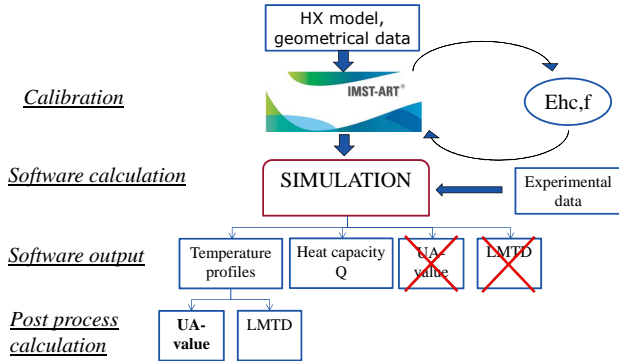 HX model,
geometrical data
IMST-ART®
Calibration
Ehc,f
Software calculation
SIMULATION
Experimental
data
Software output
Temperature
profiles
Heat capacity
Q
UA-
value
LMTD
Post process
calculation
UA-
value
LMTD